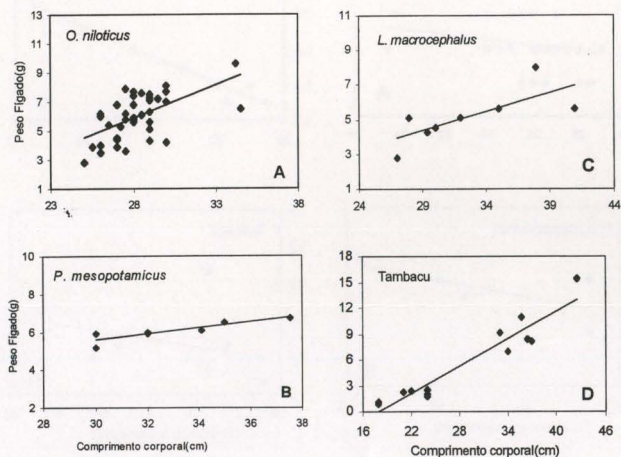 O. niloticus
13
11
9
7
5
3
1
Peso Fígado(g)
23 28 33 38
A
L. macrocephalus
11
9
7
5
3
1
24 29 34 39 44
C
P. mesopotamicus
10
8
6
4
2
Peso Fígado(g)
28 30 32 34 36 38
B
Comprimento corporal(cm)
Tambacu
18
15
12
9
6
3
0
16 22 28 34 40 46
D
Comprimento corporal(cm)